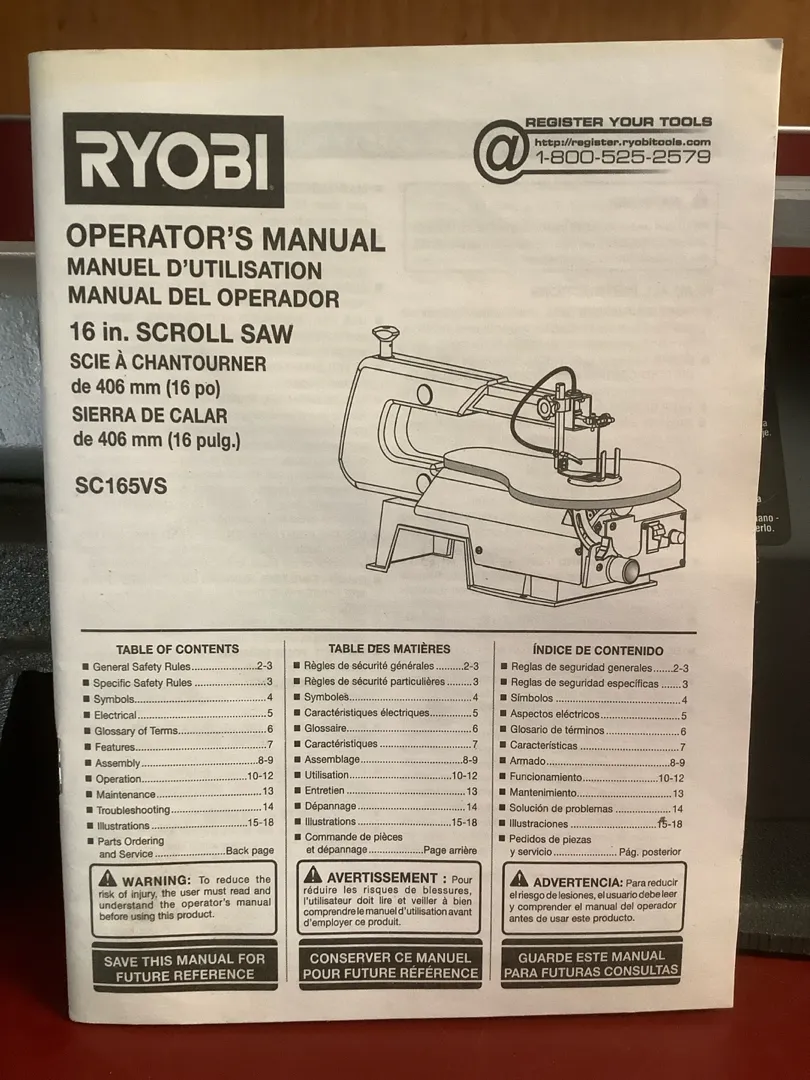 RYOBI
REGISTER YOUR TOOLS
http://register.ryobitools.com
1-800-525-2579
@
OPERATOR'S MANUAL
MANUEL D'UTILISATION
MANUAL DEL OPERADOR
16 in. SCROLL SAW
SCIE À CHANTOURNER
de 406 mm (16 po)
SIERRA DE CALAR
de 406 mm (16 pulg.)
SC165VS
TABLE OF CONTENTS
■ General Safety Rules......................2-3
■ Specific Safety Rules ........................3
■ Symbols............................................4
■ Electrical...........................................5
■ Glossary of Terms..............................6
■ Features............................................7
■ Assembly........................................8-9
■ Operation....................................10-12
■ Maintenance....................................13
■ Troubleshooting...............................14
■ Illustrations ................................15-18
■ Parts Ordering
and Service .......................Back page
WARNING: To reduce the
risk of injury, the user must read and
understand the operator's manual
before using this product.
SAVE THIS MANUAL FOR
FUTURE REFERENCE
TABLE DES MATIÈRES
■ Règles de sécurité générales ..........2-3
■ Règles de sécurité particulières .........3
■ Symboles..........................................4
■ Caractéristiques électriques...............5
■ Glossaire...........................................6
■ Caractéristiques ................................7
■ Assemblage....................................8-9
■ Utilisation...................................10-12
■ Entretien .........................................13
■ Dépannage .....................................14
■ Illustrations ................................15-18
■ Commande de pièces
et dépannage..................Page arrière
AVERTISSEMENT : Pour
réduire les risques de blessures,
l'utilisateur doit lire et veiller à bien
comprendre le manuel d'utilisation avant
d'employer ce produit.
CONSERVER CE MANUEL
POUR FUTURE RÉFÉRENCE
ÍNDICE DE CONTENIDO
■ Reglas de seguridad generales.......2-3
■ Reglas de seguridad específicas .......3
■ Símbolos ..........................................4
■ Aspectos eléctricos............................5
■ Glosario de términos .........................6
■ Características ..................................7
■ Armado..........................................8-9
■ Funcionamiento..........................10-12
■ Mantenimiento.................................13
■ Solución de problemas ....................14
■ Illustraciones .............................15-18
■ Pedidos de piezas
y servicio .....................Pág. posterior
ADVERTENCIA: Para reducir
el riesgo de lesiones, el usuario debe leer
y comprender el manual del operador
antes de usar este producto.
GUARDE ESTE MANUAL
PARA FUTURAS CONSULTAS